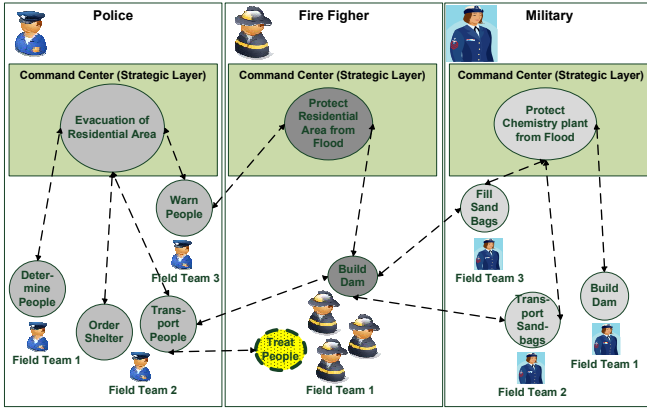 Police
Fire Figher
Military
Command Center (Strategic Layer)
Command Center (Strategic Layer)
Command Center (Strategic Layer)
Evacuation of
Residential Area
Protect
Residential
Area from
Flood
Protect
Chemistry plant
from Flood
Warn
People
Field Team 3
Fill
Sand
Bags
Field Team 3
Deter-
mine
People
Field Team 1
Order
Shelter
Trans-
port
People
Field Team 2
Build
Dam
Treat
People
Field Team 1
Trans-
port
Sand-
bags
Field Team 2
Build
Dam
Field Team 1